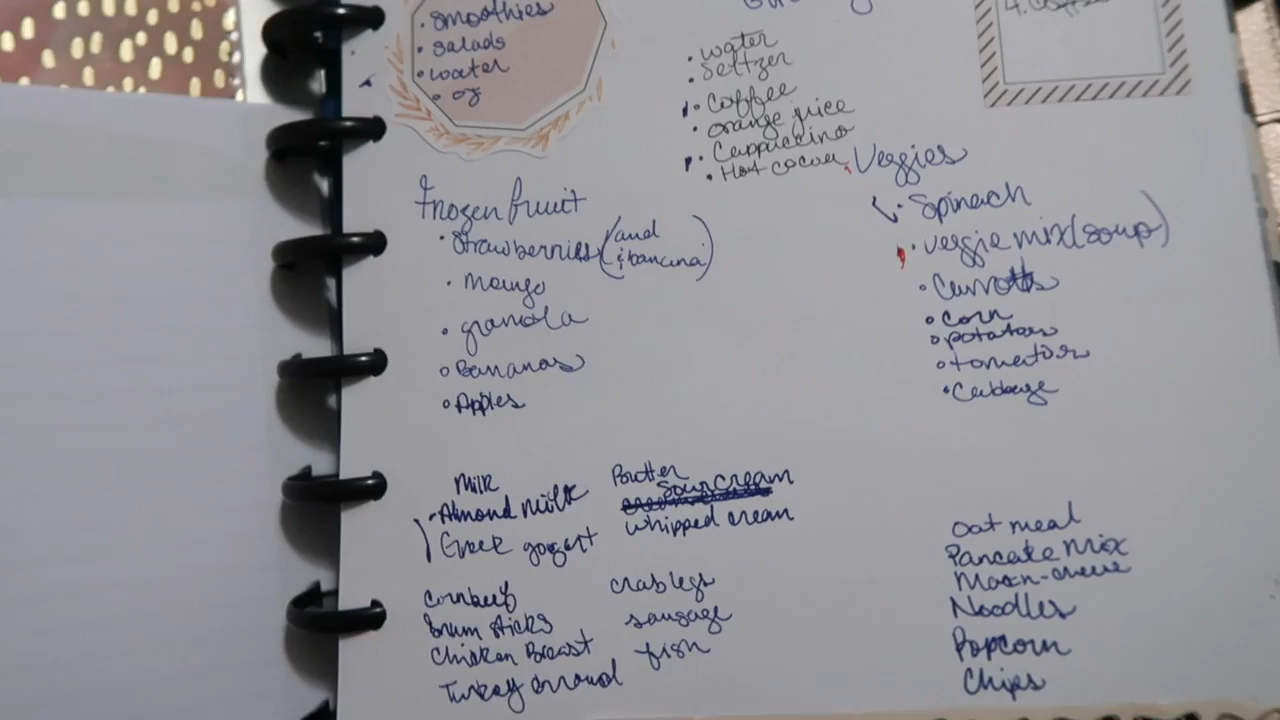 • Smoothies
• salads
• water
• oj
• water
• Seltzer
• Coffee
• orange juice
• Cappuccino
• Hot cocoa
4. Coffee
Frozen fruit
• Strawberries (and & banana)
• Mango
• granola
• Bananas
• Apples
Veggies
• Spinach
• veggie mix (soup)
• Carrots
• corn
• potatoes
• tomatoes
• Cabbage
Milk
- Almond Milk
Greek yogurt
Butter
Sour cream
whipped cream
Cornbeef
Drum sticks
Chicken Breast
Turkey
crab legs
sausage
fish
Oat meal
Pancake Mix
Noodles
Popcorn
Chips